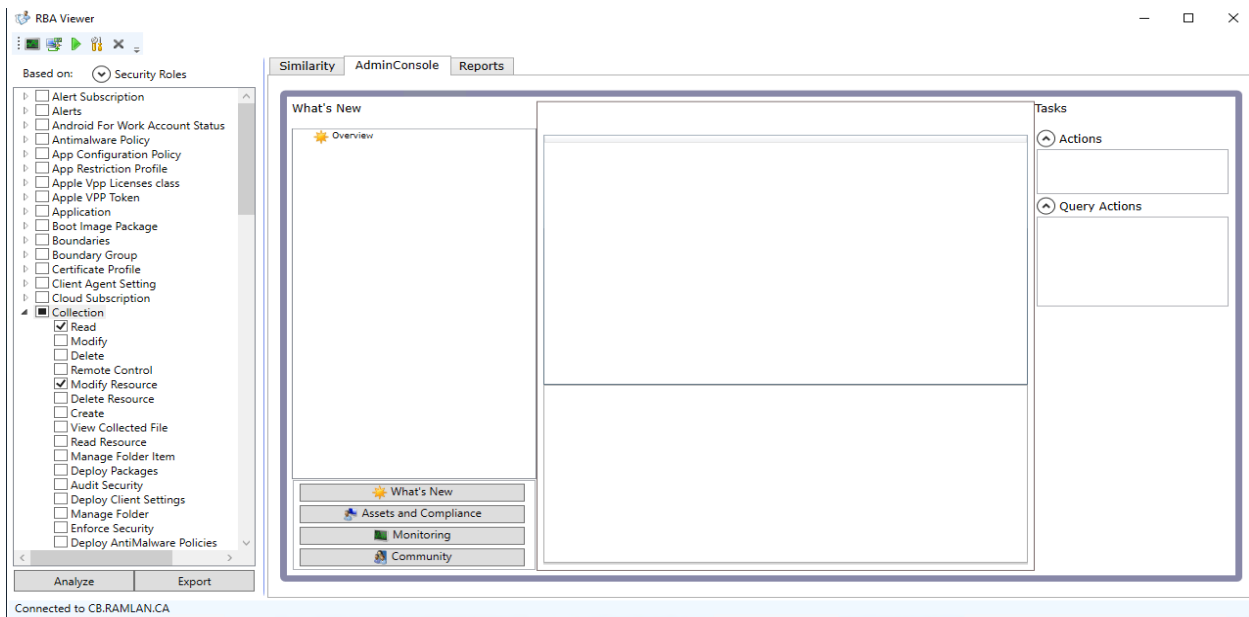 RBA Viewer
Based on: Security Roles
Alert Subscription
Alerts
Android For Work Account Status
Antimalware Policy
App Configuration Policy
App Restriction Profile
Apple Vpp Licenses class
Apple VPP Token
Application
Boot Image Package
Boundaries
Boundary Group
Certificate Profile
Client Agent Setting
Cloud Subscription
Collection
Read
Modify
Delete
Remote Control
Modify Resource
Delete Resource
Create
View Collected File
Read Resource
Manage Folder Item
Deploy Packages
Audit Security
Deploy Client Settings
Manage Folder
Enforce Security
Deploy AntiMalware Policies
Analyze Export
Similarity AdminConsole Reports
What's New
Overview
What's New
Assets and Compliance
Monitoring
Community
Tasks
Actions
Query Actions
Connected to CB.RAMLAN.CA